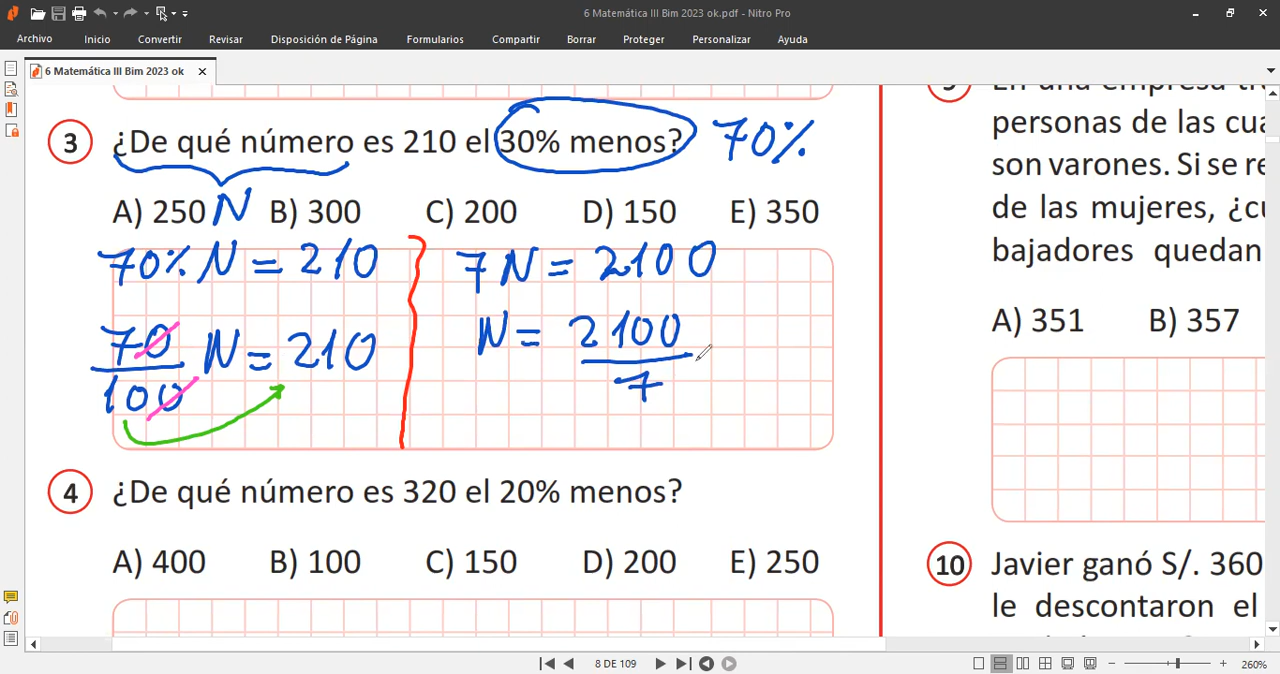 6 Matemática III Bim 2023 ok.pdf - Nitro Pro
Archivo Inicio Convertir Revisar Disposición de Página Formularios Compartir Borrar Proteger Personalizar Ayuda
6 Matemática III Bim 2023 ok
3 ¿De qué número es 210 el 30% menos? 70%
N
A) 250 B) 300 C) 200 D) 150 E) 350
70% N = 210
70
100
N = 210
7N = 2100
N = 2100
7
4 ¿De qué número es 320 el 20% menos?
A) 400 B) 100 C) 150 D) 200 E) 250
personas de las cua
son varones. Si se re
de las mujeres, ¿cu
bajadores quedan
A) 351 B) 357
10 Javier ganó S/. 360
le descontaron el
8 DE 109
260%